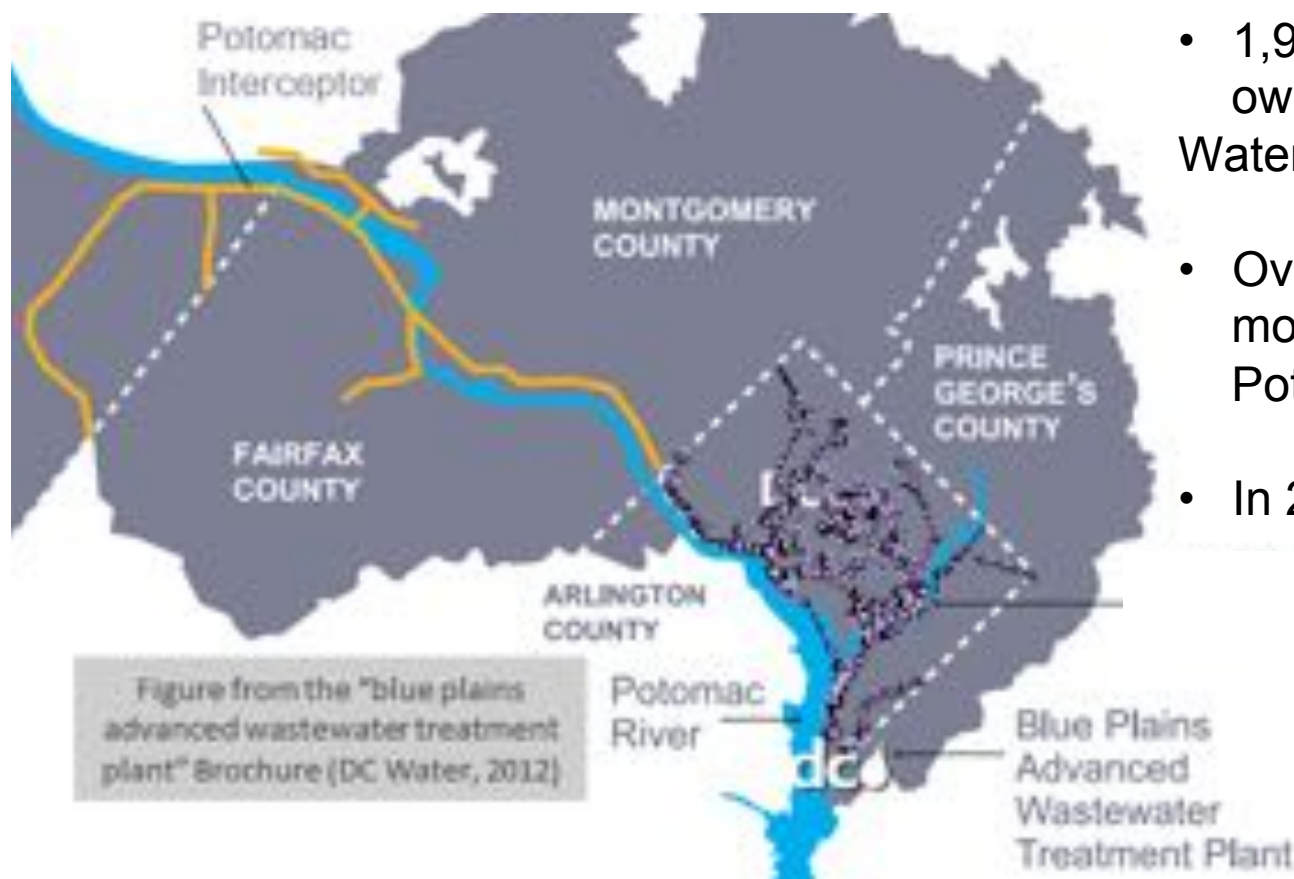 Potomac
Interceptor
MONTGOMERY
COUNTY
PRINCE
GEORGE'S
COUNTY
FAIRFAX
COUNTY
ARLINGTON
COUNTY
Figure from the "blue plains
advanced wastewater treatment
plant" Brochure (DC Water, 2012)
Potomac
River
dc
Blue Plains
Advanced
Wastewater
Treatment Plant
• 1,9
ow
Water
• Ov
mo
Pot
• In 2